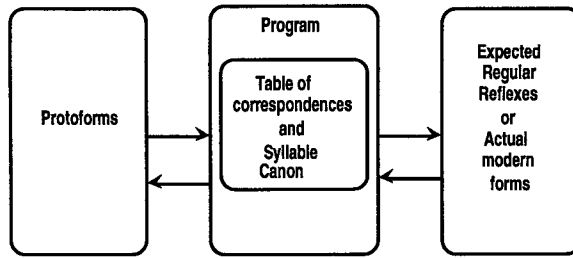 Protoforms
Program
Table of
correspondences
and
Syllable
Canon
Expected
Regular
Reflexes
or
Actual
modern
forms